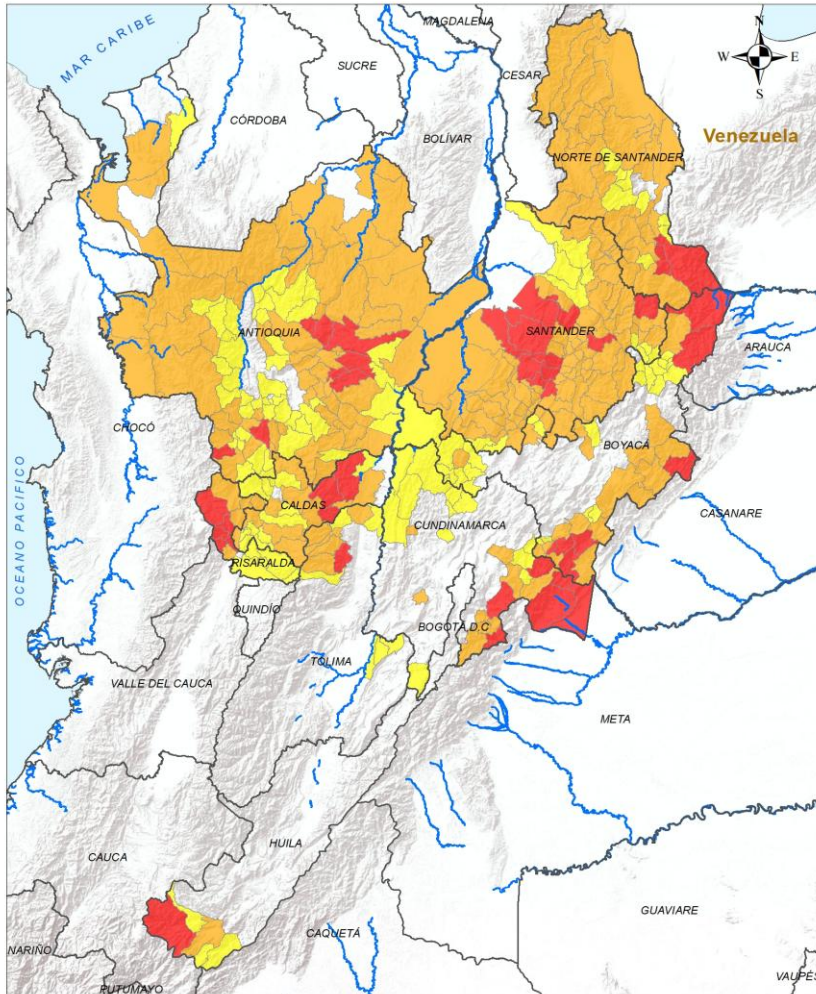 MAGDALENA
MAR CARIBE
N
W E
S
SUCRE
CESAR
CÓRDOBA
BOLÍVAR
Venezuela
NORTE DE SANTANDER
ANTIOQUIA
SANTANDER
ARAUCA
CHOCÓ
BOYACÁ
OCEANO PACIFICO
CALDAS
CUNDINAMARCA
CASANARE
RISARALDA
QUINDÍO
BOGOTÁ, D.C
TOLIMA
VALLE DEL CAUCA
META
HUILA
CAUCA
GUAVIARE
CAQUETÁ
NARIÑO
PUTUMAYO
VAUPÉS